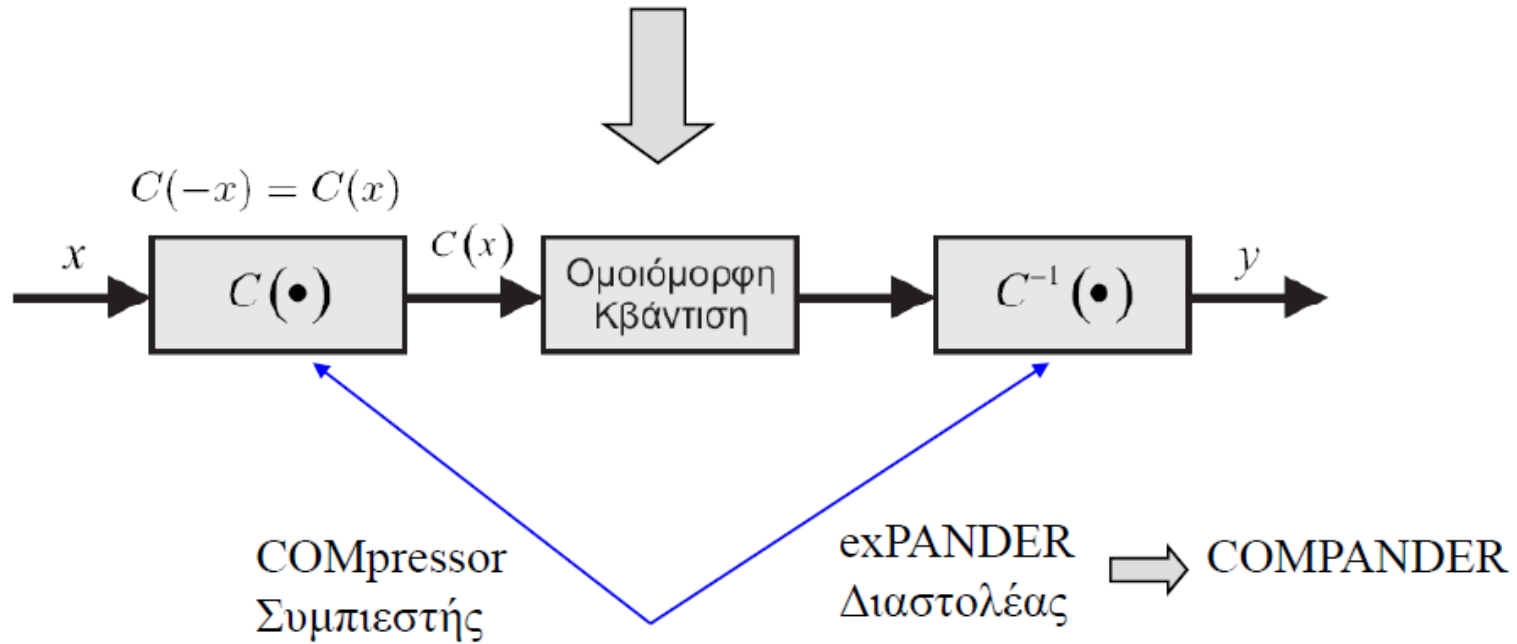 C(-x) = C(x)
x
C(•)
C(x)
Ομοιόμορφη
Κβάντιση
C⁻¹(•)
y
COMpressor
Συμπιεστής
exPANDER
Διαστολέας
COMPANDER